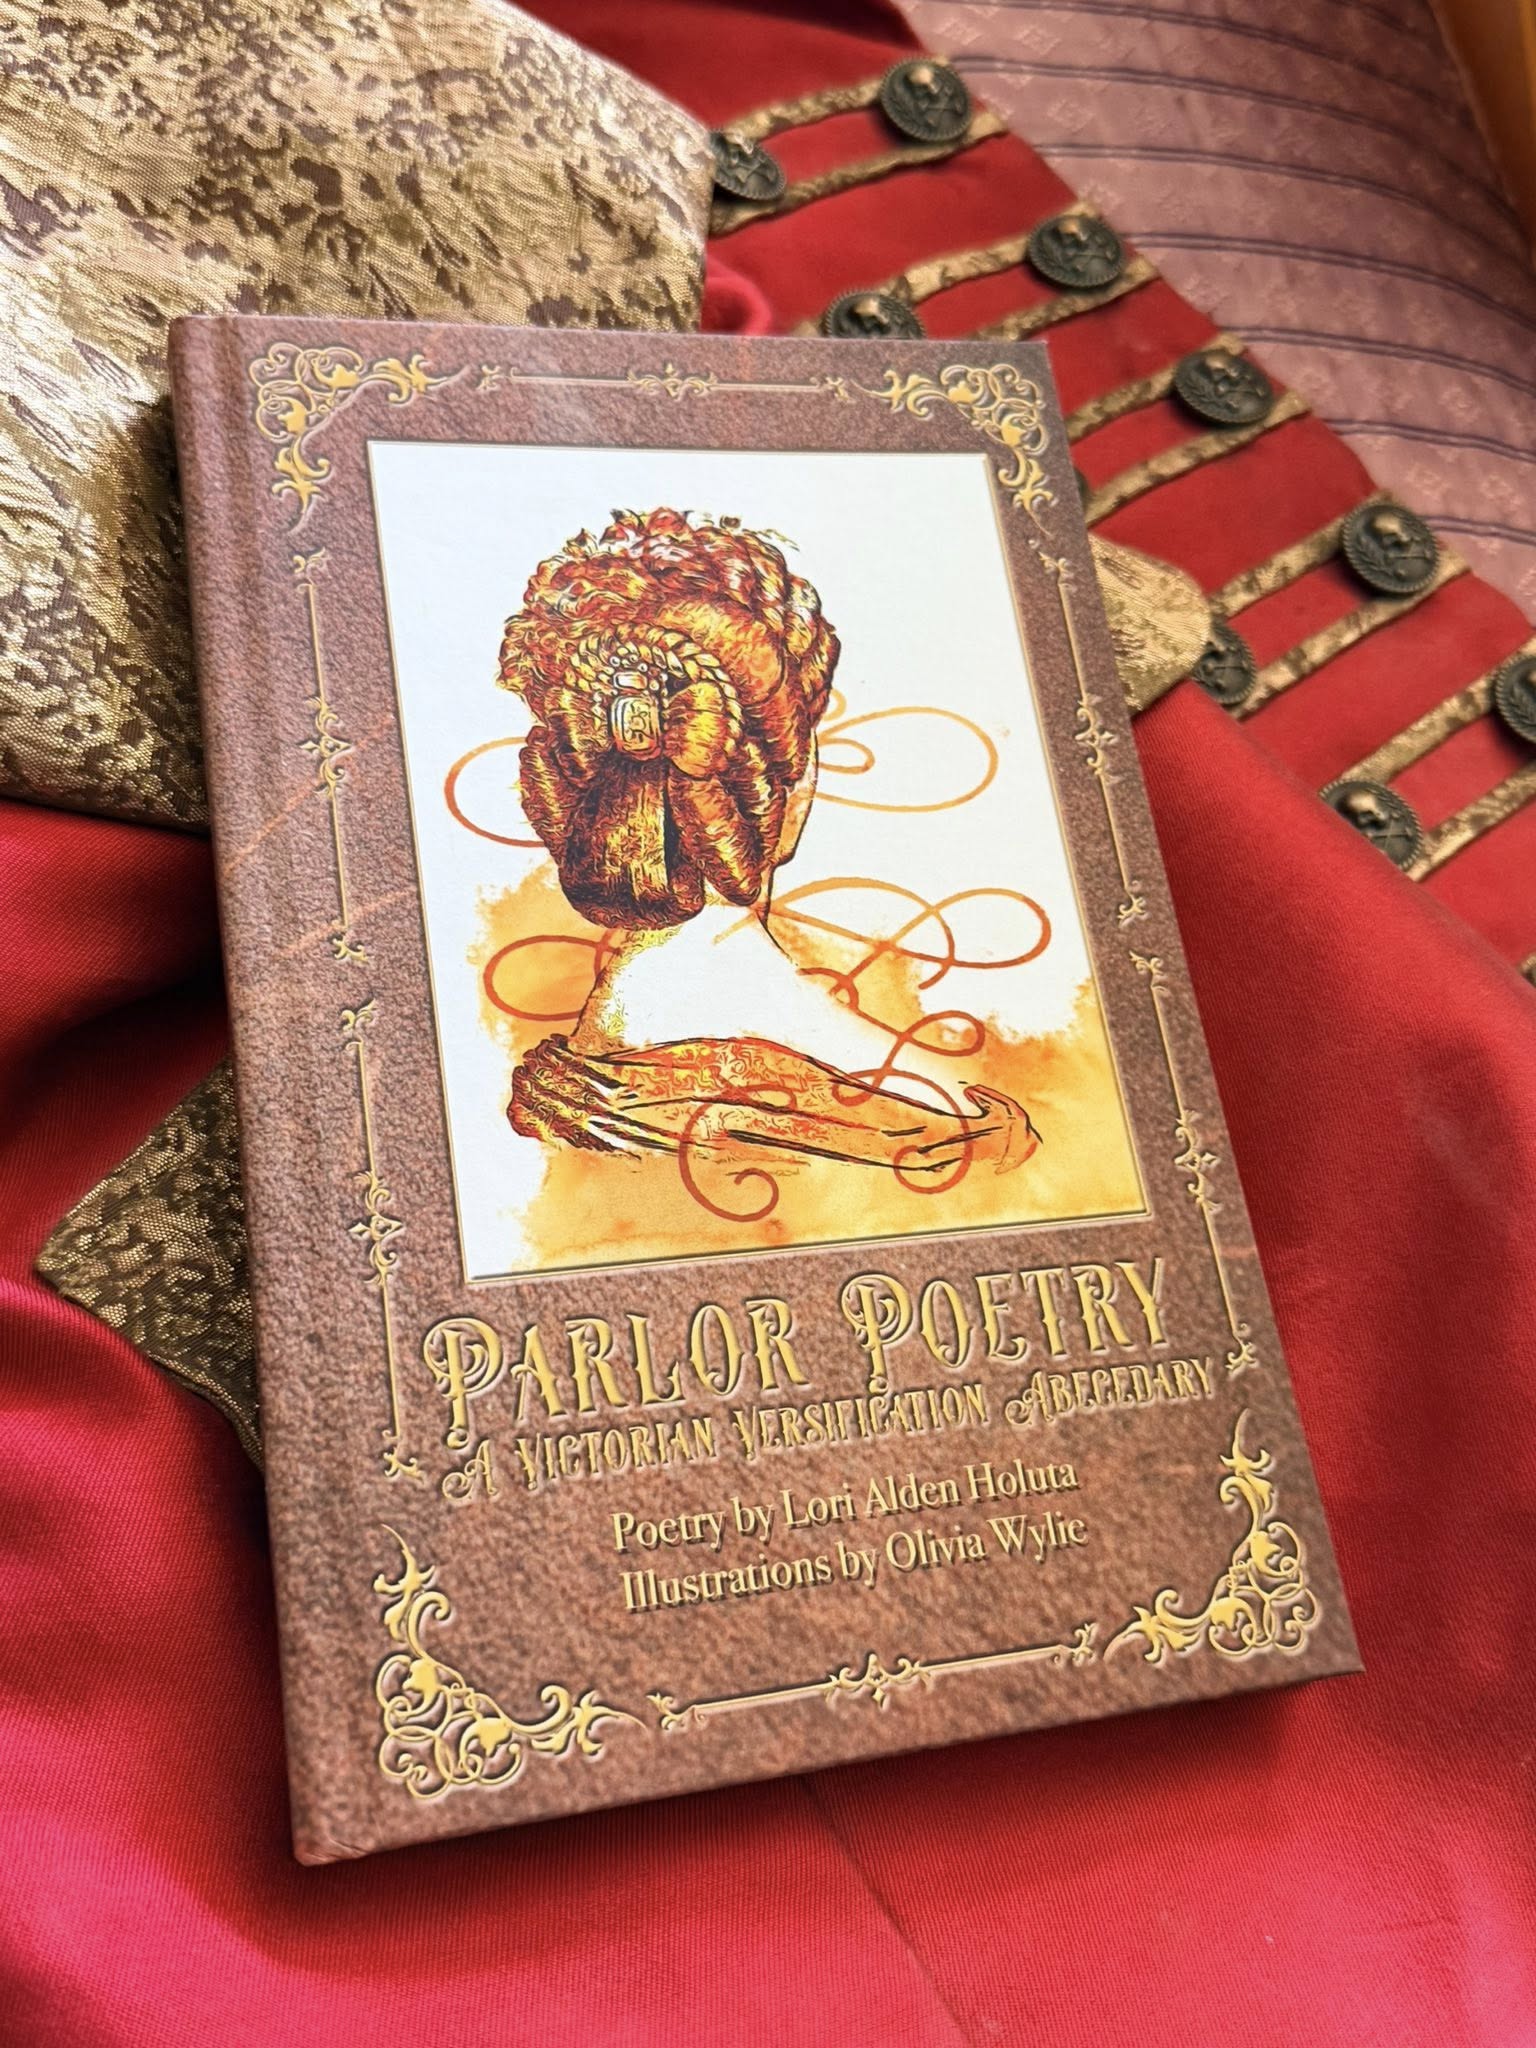 PARLOR POETRY
A VICTORIAN VERSIFICATION ABECEDARY
Poetry by Lori Alden Holuta
Illustrations by Olivia Wylie